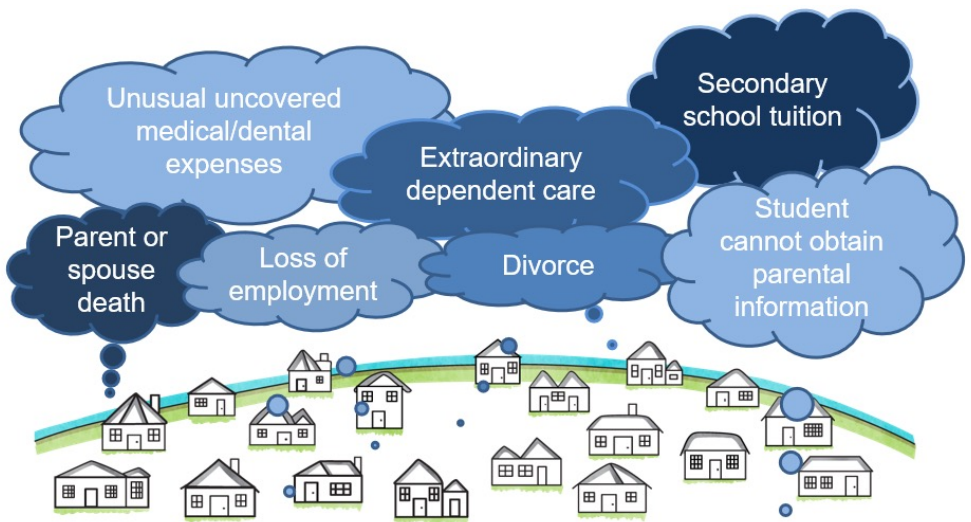 Unusual uncovered
medical/dental
expenses
Secondary
school tuition
Extraordinary
dependent care
Parent or
spouse
death
Loss of
employment
Divorce
Student
cannot obtain
parental
information